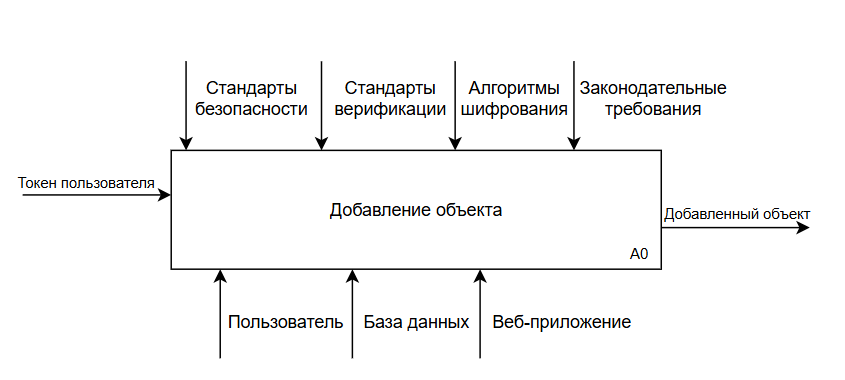 Стандарты
безопасности
Стандарты
верификации
Алгоритмы
шифрования
Законодательные
требования
Токен пользователя
Добавление объекта
Добавленный объект
A0
Пользователь
База данных
Веб-приложение